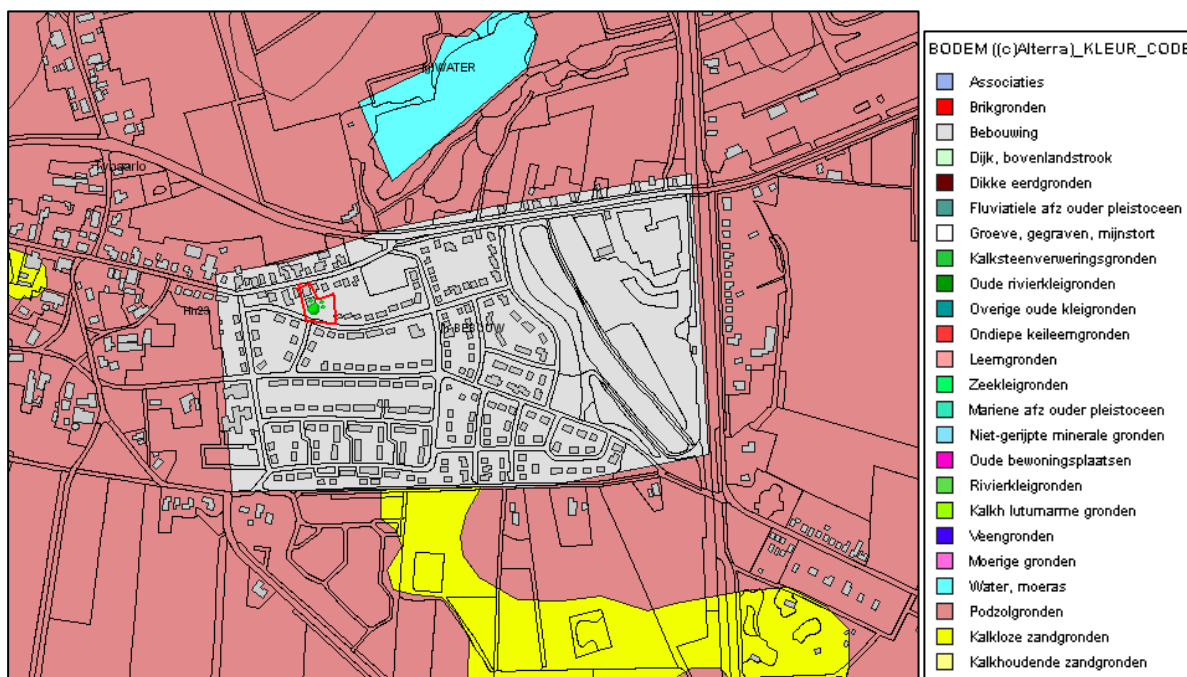 WATER
Tynaarlo
Hn23
BEBOUW
BODEM ((c)Alterra)_KLEUR_CODE
Associaties
Brikgronden
Bebouwing
Dijk, bovenlandstrook
Dikke eerdgronden
Fluviatiele afz ouder pleistoceen
Groeve, gegraven, mijnstort
Kalksteenverweringsgronden
Oude rivierkleigronden
Overige oude kleigronden
Ondiepe keileemgronden
Leemgronden
Zeekleigronden
Mariene afz ouder pleistoceen
Niet-gerijpte minerale gronden
Oude bewoningsplaatsen
Rivierkleigronden
Kalkh lutumarme gronden
Veengronden
Moerige gronden
Water, moeras
Podzolgronden
Kalkloze zandgronden
Kalkhoudende zandgronden